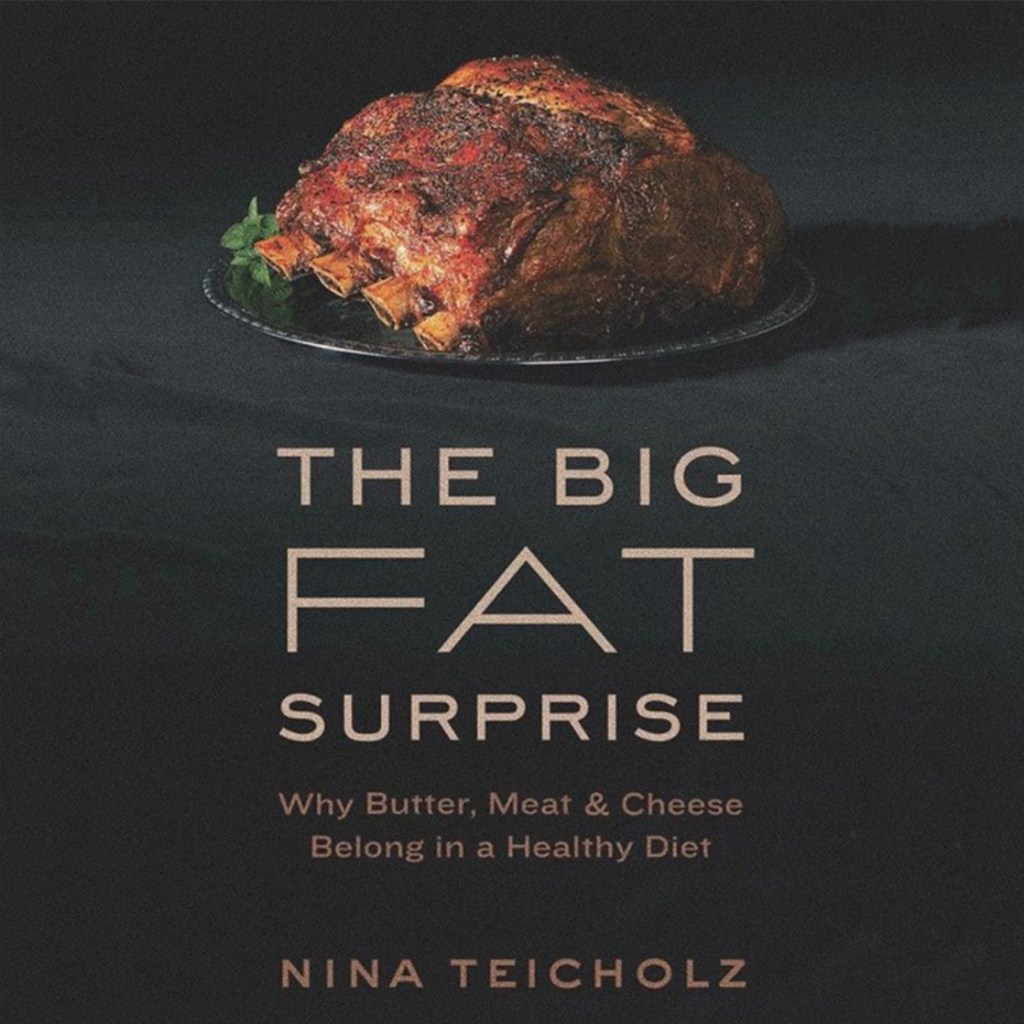 THE BIG
FAT
SURPRISE
Why Butter, Meat & Cheese
Belong in a Healthy Diet
NINA TEICHOLZ